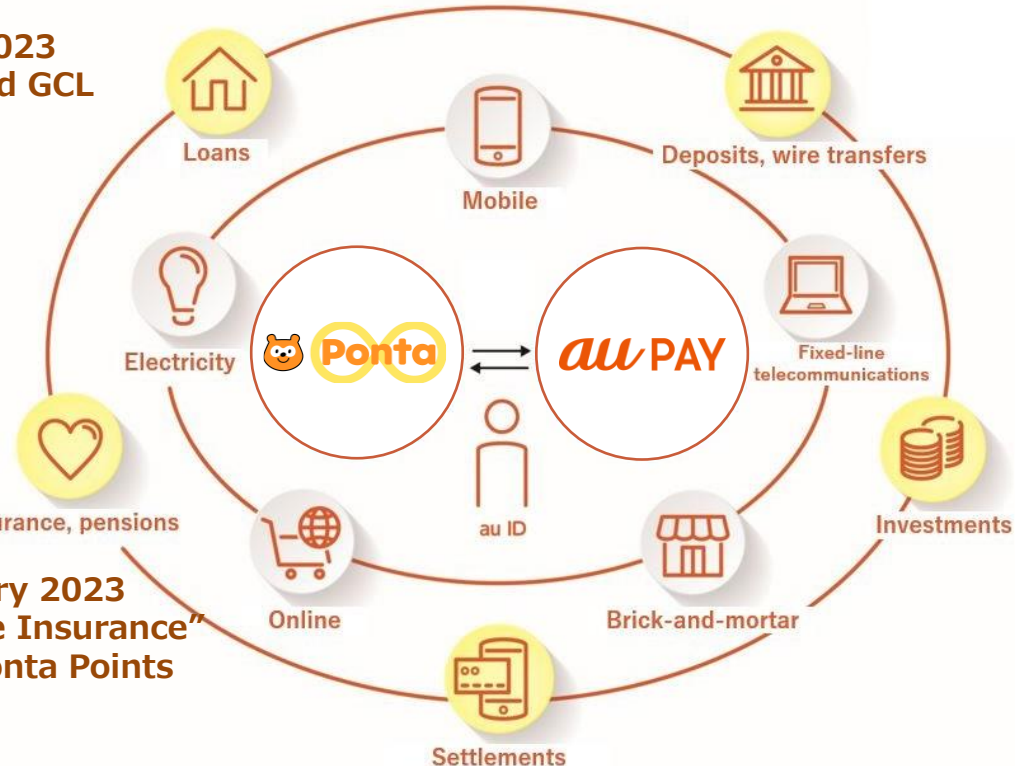 023
d GCL
Loans
Deposits, wire transfers
Mobile
Electricity
Ponta
au PAY
Fixed-line
telecommunications
au ID
urance, pensions
Investments
ry 2023
e Insurance”
onta Points
Online
Brick-and-mortar
Settlements